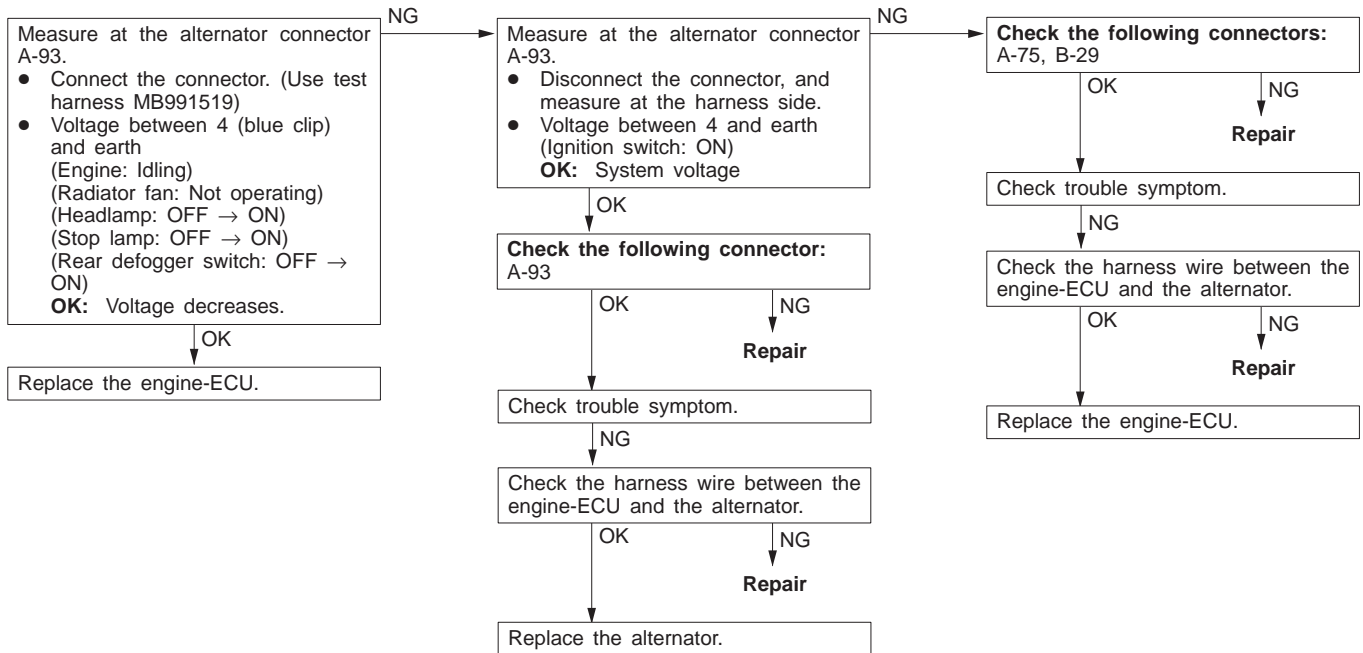 NG
Measure at the alternator connector
A-93.
● Connect the connector. (Use test
harness MB991519)
● Voltage between 4 (blue clip)
and earth
(Engine: Idling)
(Radiator fan: Not operating)
(Headlamp: OFF → ON)
(Stop lamp: OFF → ON)
(Rear defogger switch: OFF →
ON)
OK: Voltage decreases.
OK
Replace the engine-ECU.
NG
Measure at the alternator connector
A-93.
● Disconnect the connector, and
measure at the harness side.
● Voltage between 4 and earth
(Ignition switch: ON)
OK: System voltage
OK
Check the following connector:
A-93
OK
NG
Repair
Check trouble symptom.
NG
Check the harness wire between the
engine-ECU and the alternator.
OK
NG
Repair
Replace the alternator.
Check the following connectors:
A-75, B-29
OK
NG
Repair
Check trouble symptom.
NG
Check the harness wire between the
engine-ECU and the alternator.
OK
NG
Repair
Replace the engine-ECU.